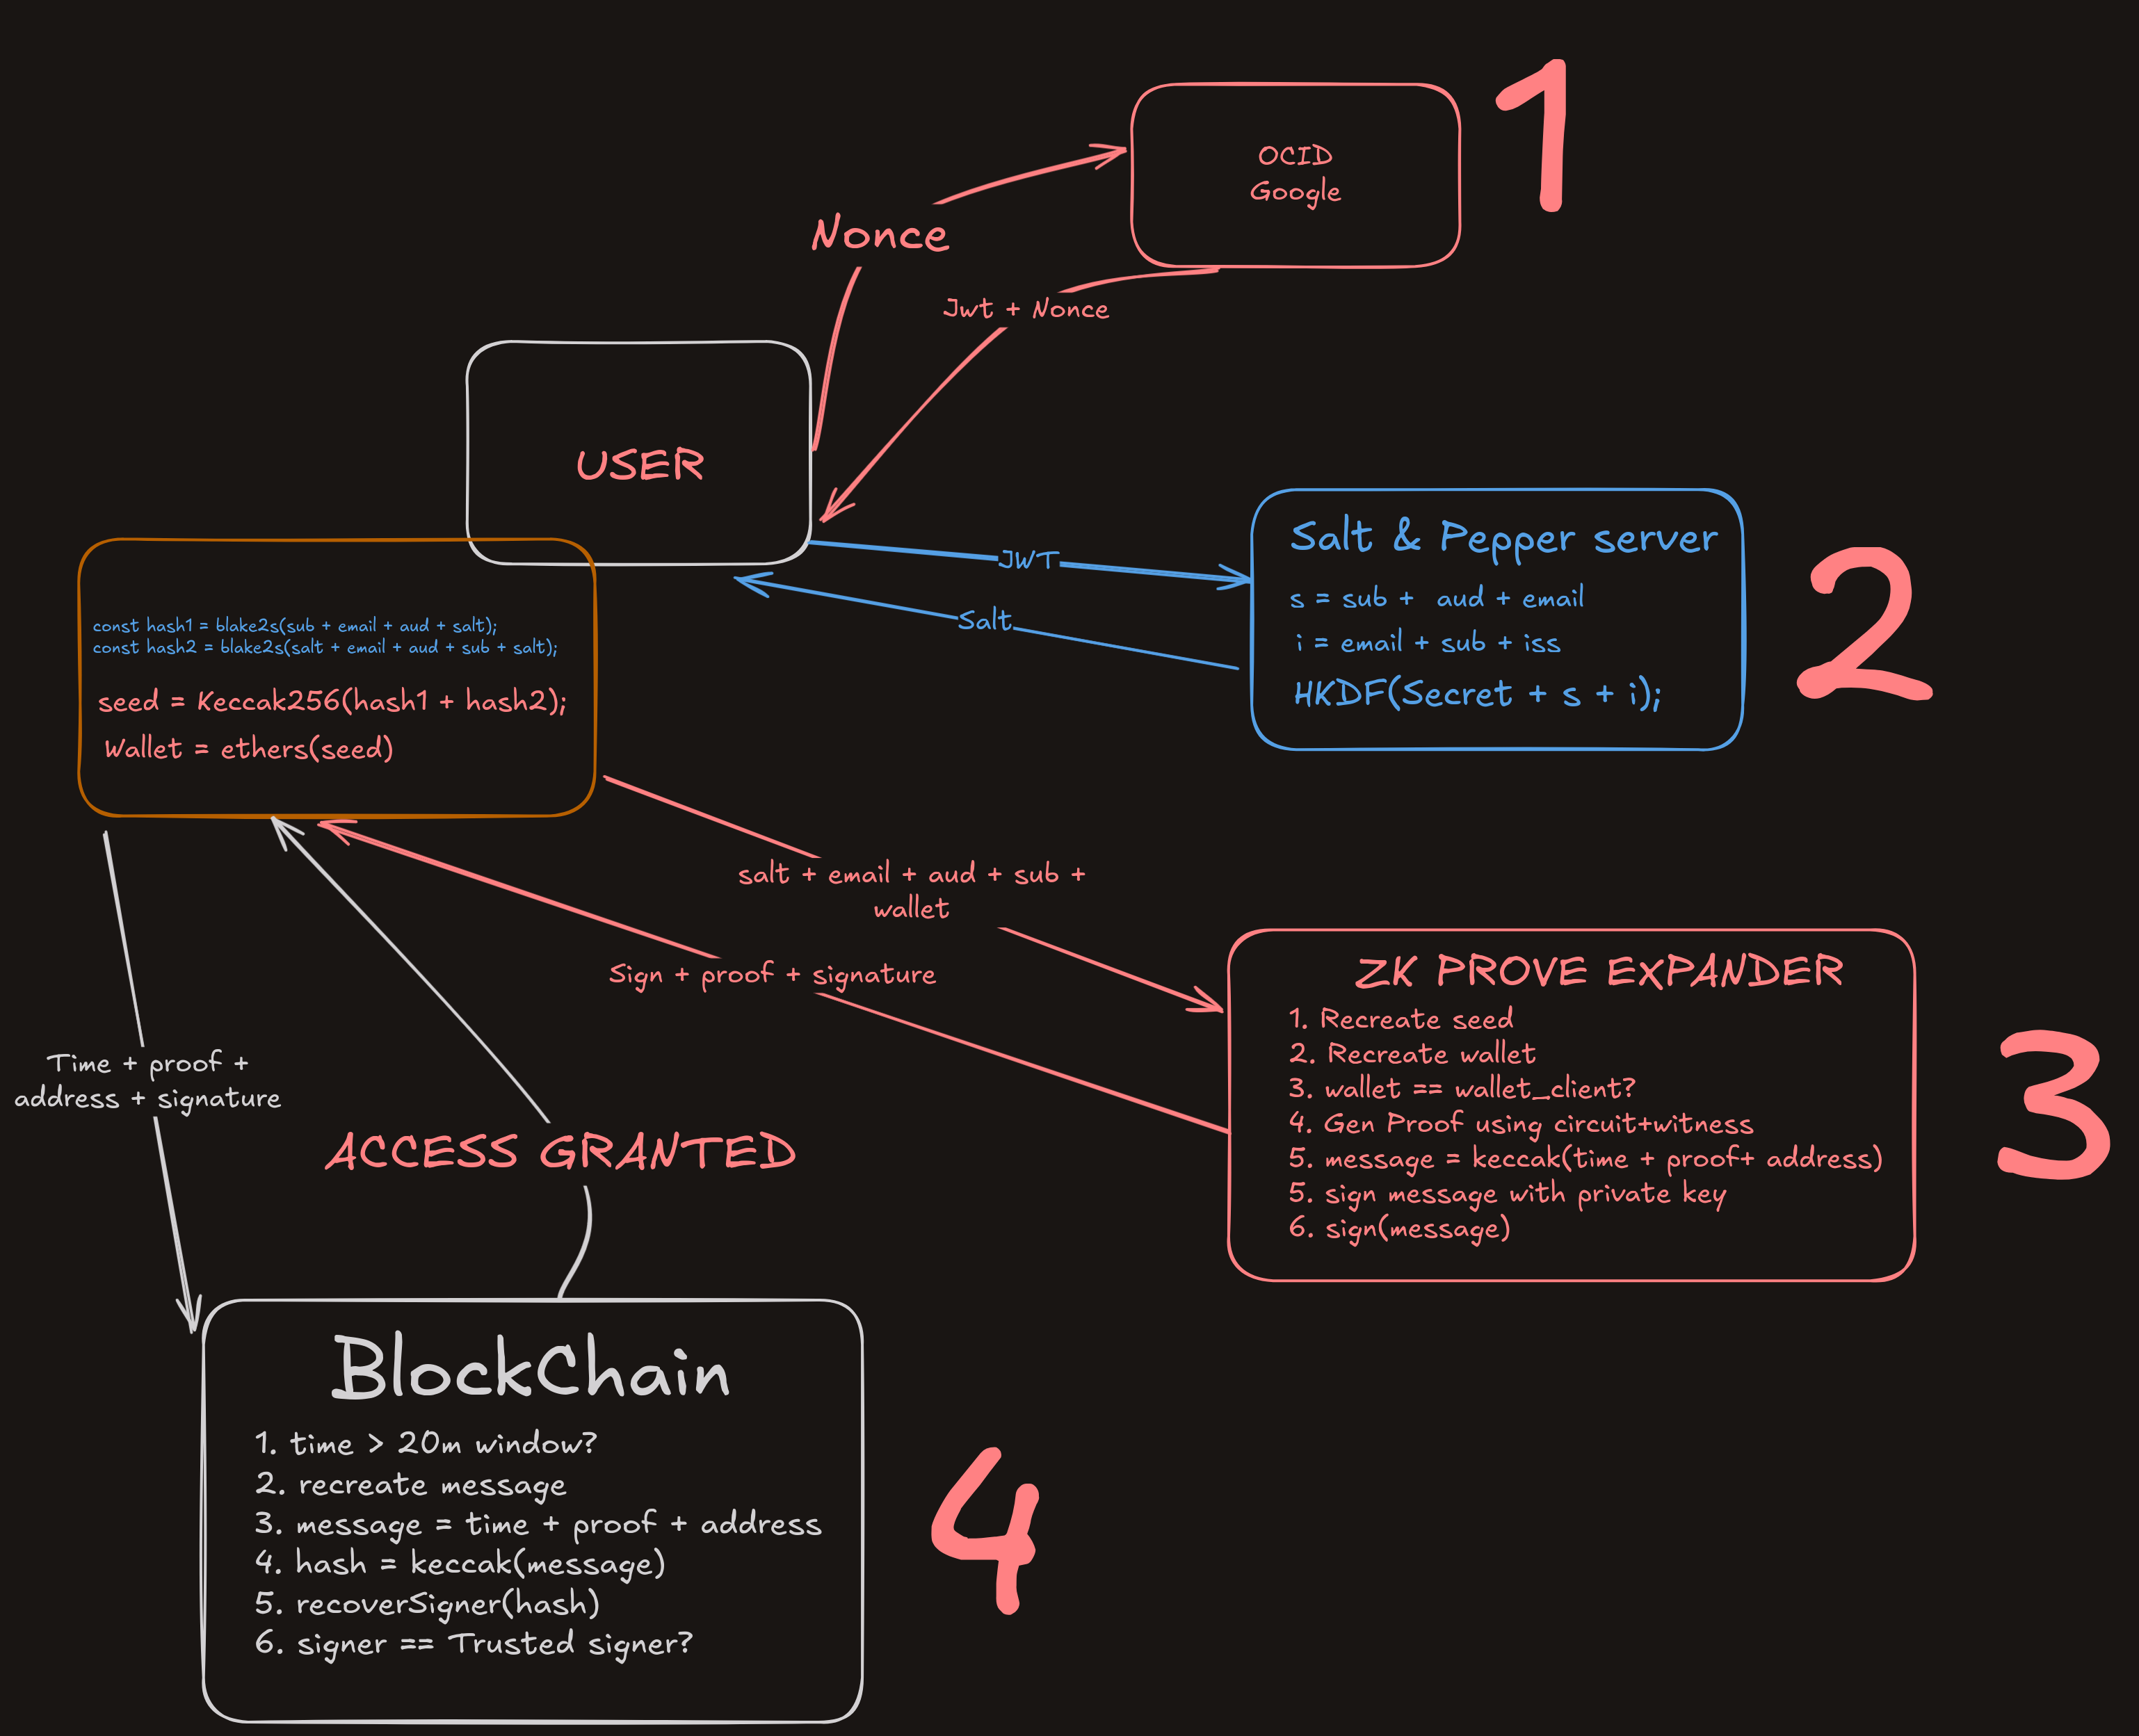 1
OCID
Google
Nonce
Jwt + Nonce
USER
JWT
Salt
Salt & Pepper server
s = sub + aud + email
i = email + sub + iss
HKDF(Secret + s + i);
2
const hash1 = blake2s(sub + email + aud + salt);
const hash2 = blake2s(salt + email + aud + sub + salt);
seed = Keccak256(hash1 + hash2);
Wallet = ethers(seed)
salt + email + aud + sub +
wallet
Sign + proof + signature
ZK PROVE EXPANDER
1. Recreate seed
2. Recreate wallet
3. wallet == wallet_client?
4. Gen Proof using circuit+witness
5. message = keccak(time + proof+ address)
5. sign message with private key
6. sign(message)
3
Time + proof +
address + signature
ACCESS GRANTED
BlockChain
1. time > 20m window?
2. recreate message
3. message = time + proof + address
4. hash = keccak(message)
5. recoverSigner(hash)
6. signer == Trusted signer?
4